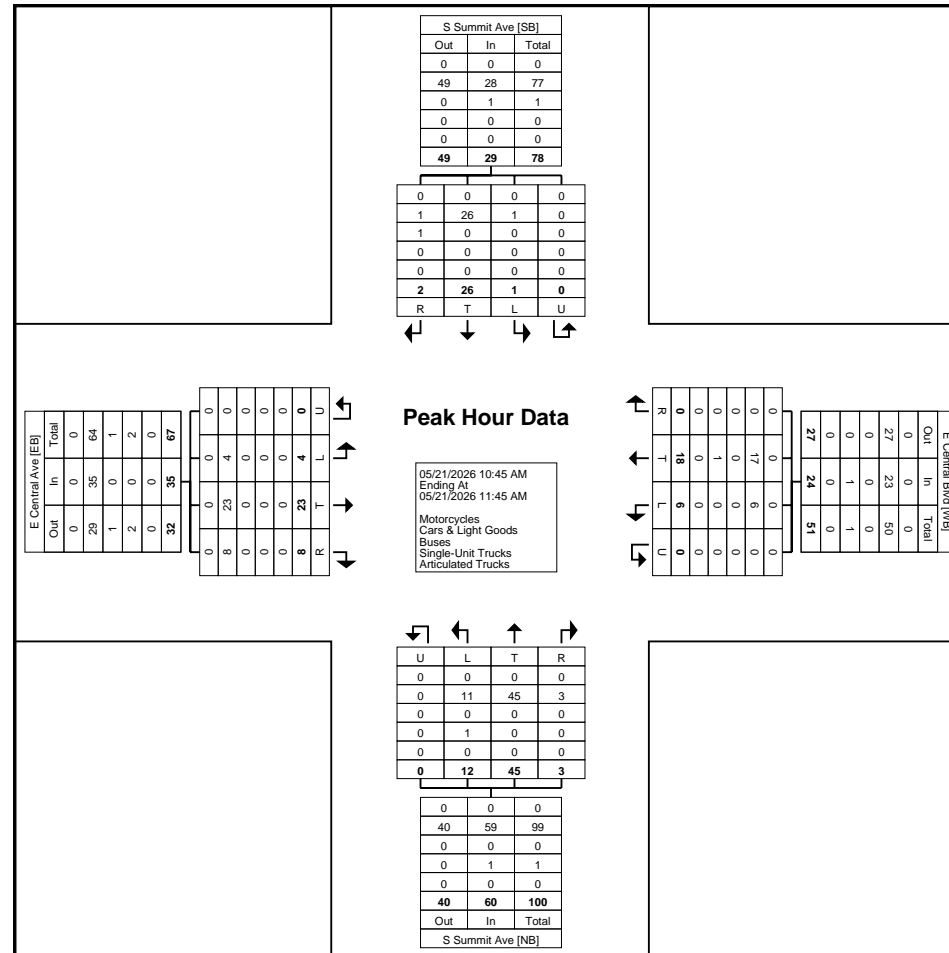 S Summit Ave [SB]
Out In Total
0 0 0
49 28 77
0 1 1
0 0 0
0 0 0
49 29 78
0 0 0 0
1 26 1 0
1 0 0 0
0 0 0 0
0 0 0 0
2 26 1 0
R T L U
E Central Ave [EB]
Total 0 64 1 2 0 67
In 0 35 0 0 0 35
Out 0 29 1 2 0 32
0 0 0 0 0 0 U
0 4 0 0 0 4 L
0 23 0 0 0 23 T
0 8 0 0 0 8 R
Peak Hour Data
05/21/2026 10:45 AM
Ending At
05/21/2026 11:45 AM
Motorcycles
Cars & Light Goods
Buses
Single-Unit Trucks
Articulated Trucks
R 0 0 0 0 0 0
T 18 0 1 0 17 0
L 6 0 0 0 6 0
U 0 0 0 0 0 0
27 0 0 0 27 0 Out
24 0 0 1 23 0 In
51 0 0 1 50 0 Total
E Central Blvd [WB]
U L T R
0 0 0 0
0 11 45 3
0 0 0 0
0 1 0 0
0 0 0 0
0 12 45 3
0 0 0
40 59 99
0 0 0
0 1 1
0 0 0
40 60 100
Out In Total
S Summit Ave [NB]